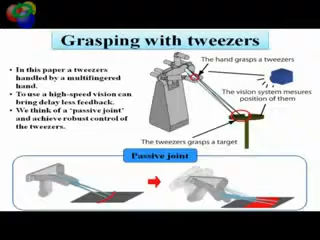 Grasping with tweezers
• In this paper a tweezers
handled by a multifingered
hand.
• To use a high-speed vision can
bring delay less feedback.
• We think of a 'passive joint'
and achieve robust control of
the tweezers.
The hand grasps a tweezers
The vision system mesures
position of them
The tweezers grasps a target
Passive joint